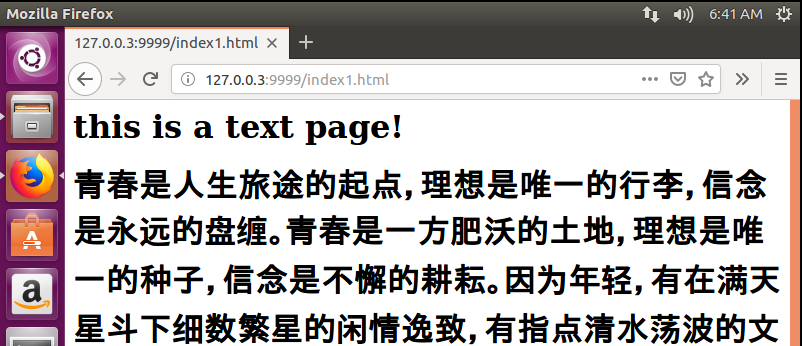 Mozilla Firefox
6:41 AM
127.0.0.3:9999/index1.html
127.0.0.3:9999/index1.html
this is a text page!
青春是人生旅途的起点，理想是唯一的行李，信念
是永远的盘缠。青春是一方肥沃的土地，理想是唯
一的种子，信念是不懈的耕耘。因为年轻，有在满天
星斗下细数繁星的闲情逸致，有指点清水荡波的文